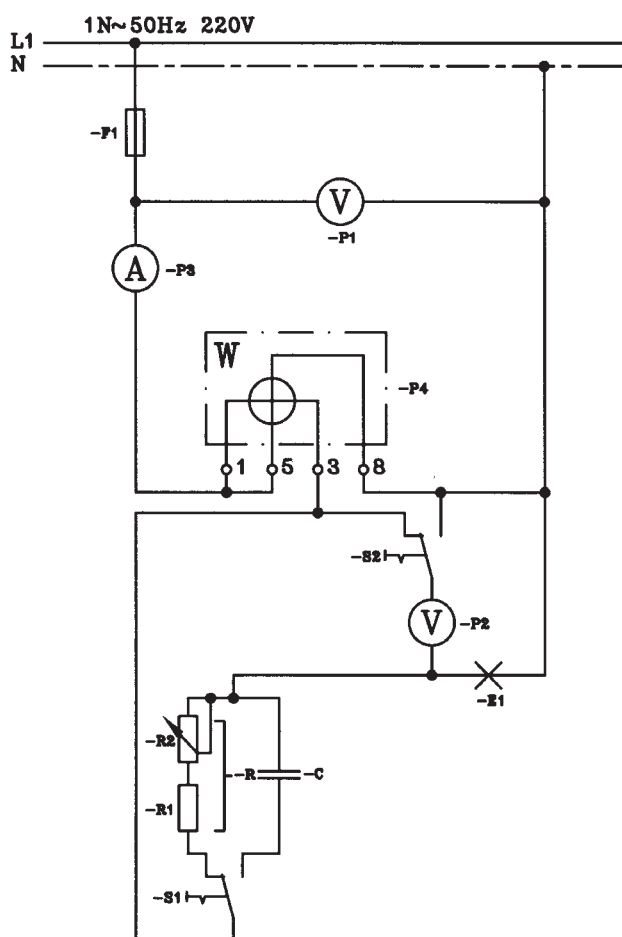 1N~50Hz 220V
L1
N
-F1
V
-P1
A
-P3
W
-P4
1 5 3 8
-S2
V
-P2
-E1
-R2
-R
-C
-R1
-S1